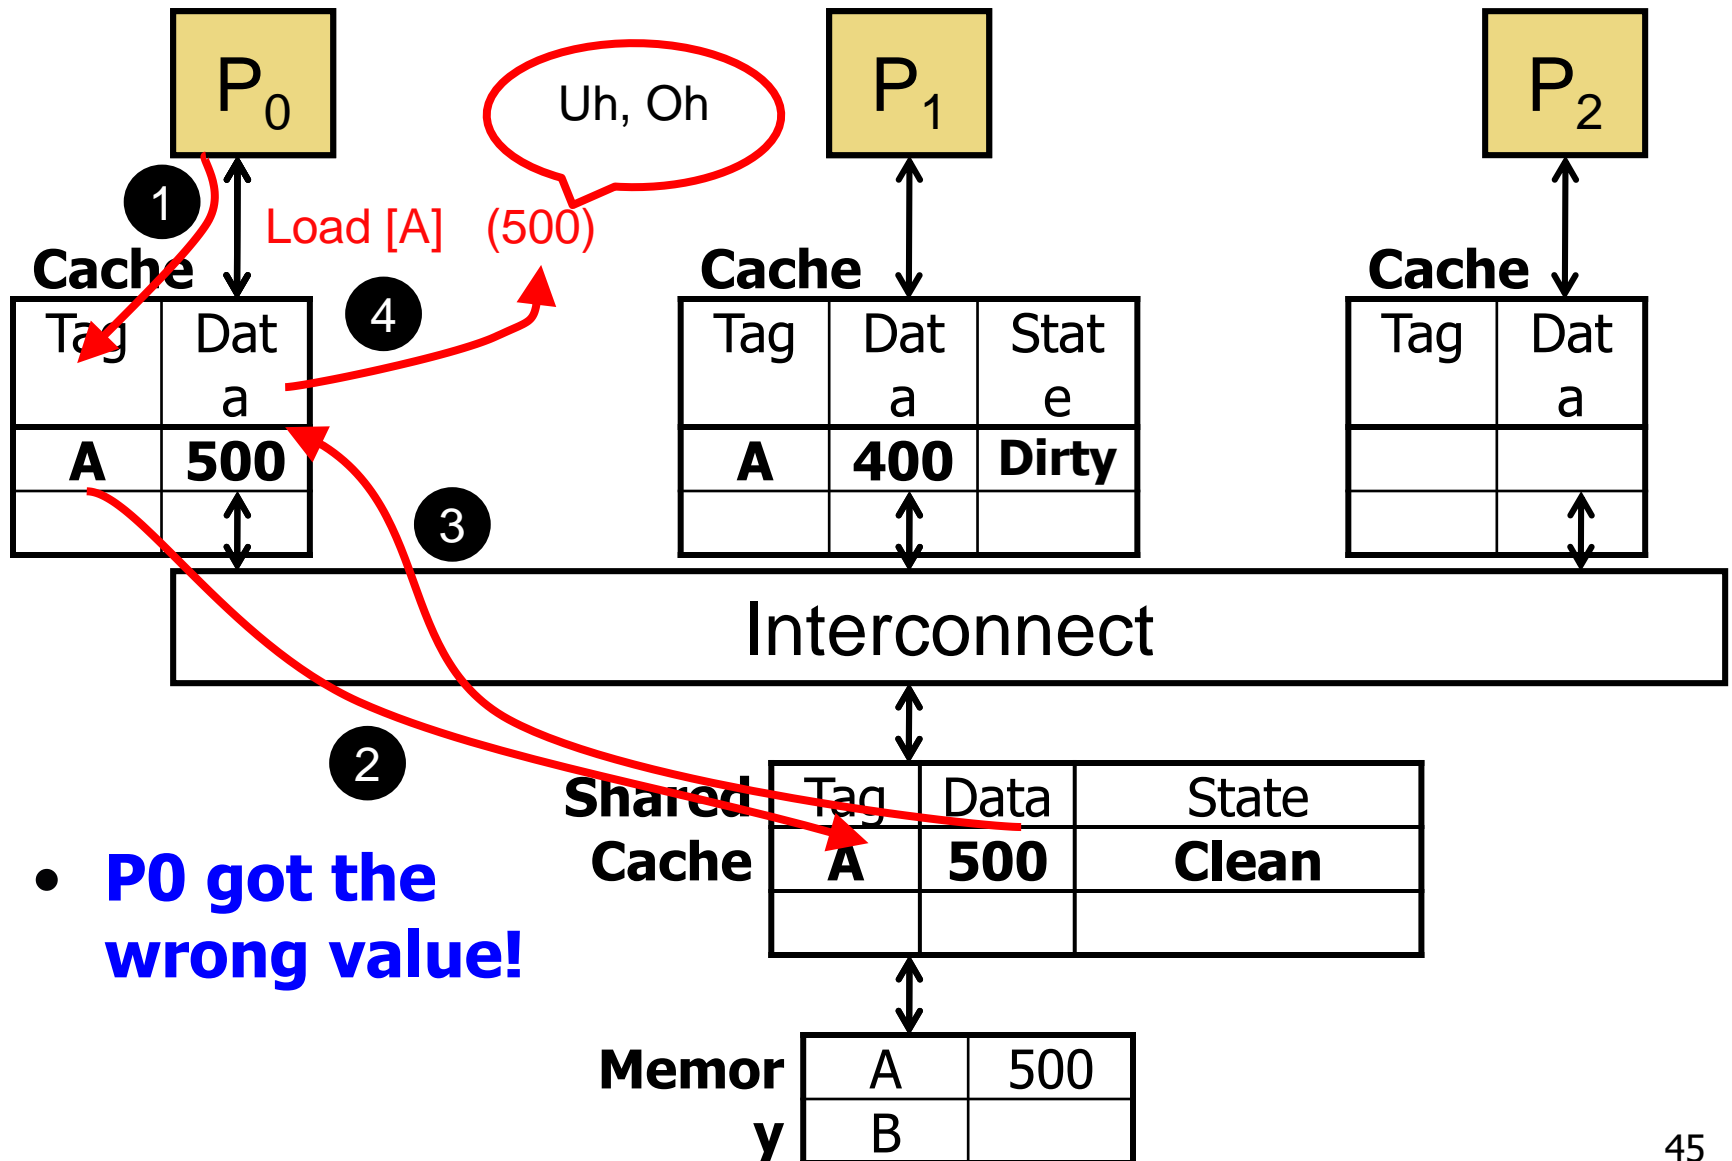 P0
P1
P2
Uh, Oh
1
Load [A] (500)
Cache
Cache
Cache
4
Tag Dat
a
Tag Dat Stat
a e
Tag Dat
a
A 500
A 400 Dirty
3
Interconnect
2
Shared
Cache
Tag Data State
A 500 Clean
• P0 got the
wrong value!
Memor
y
A 500
B
45